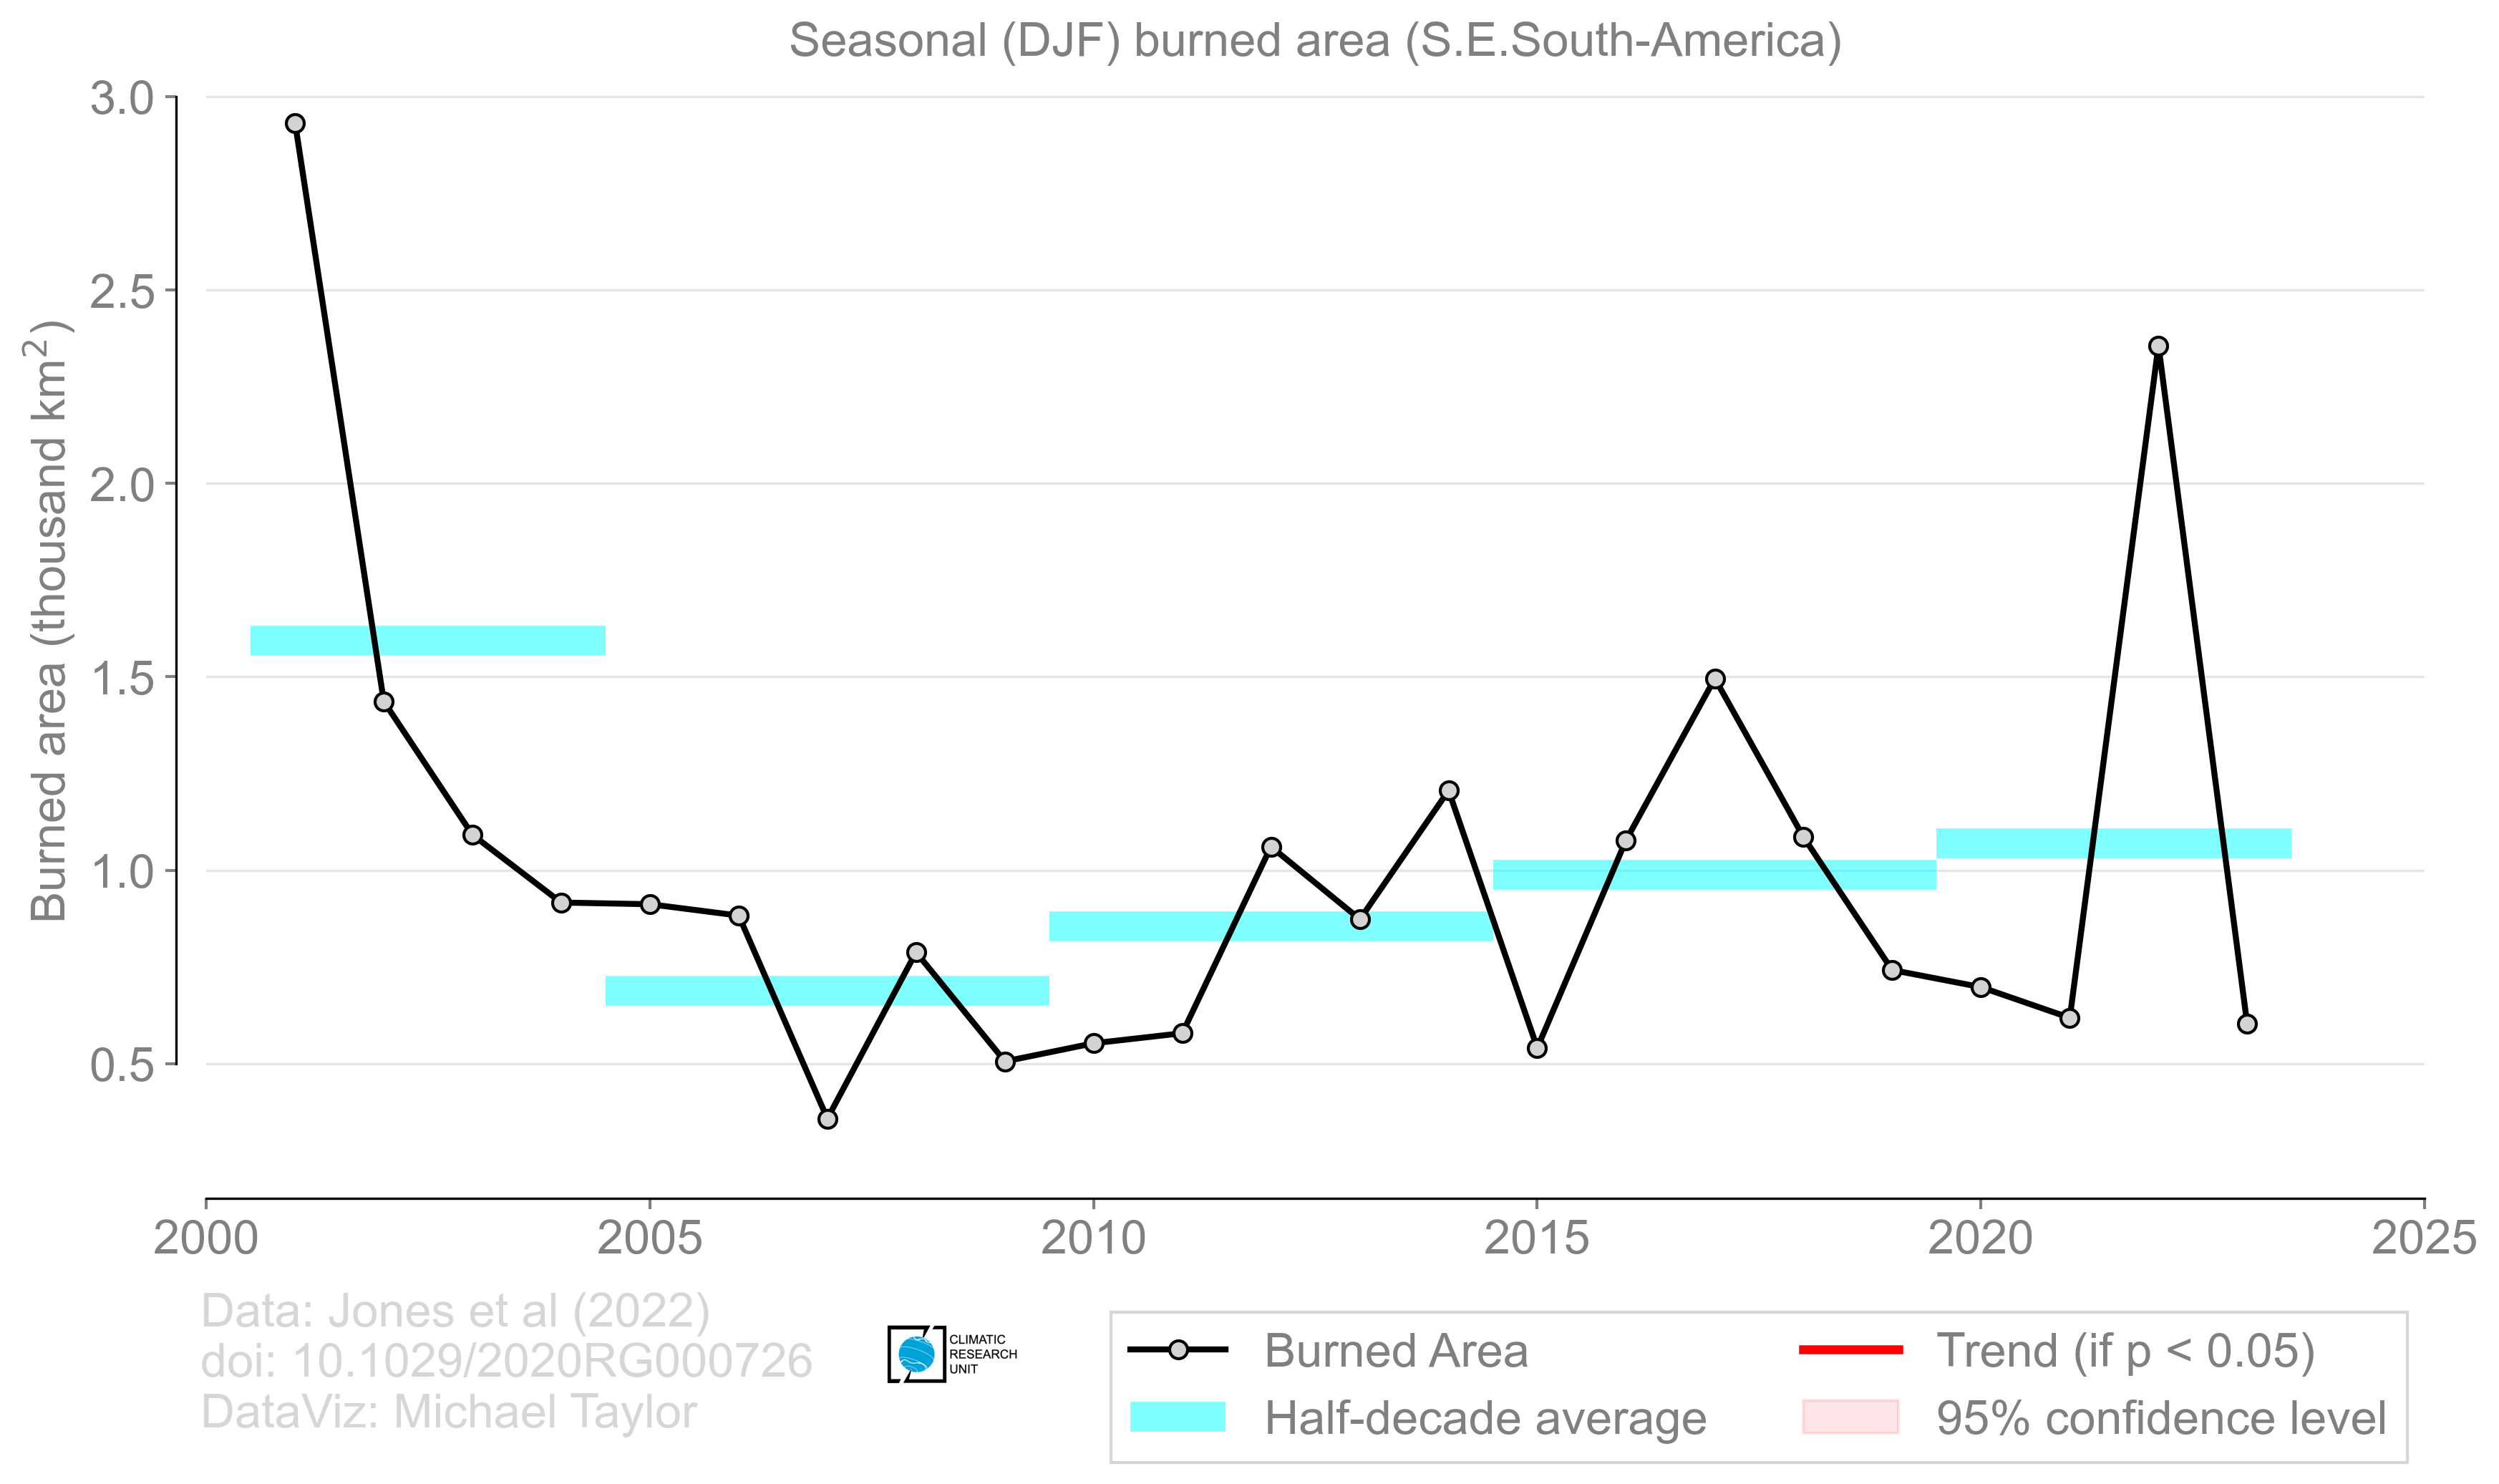 Seasonal (DJF) burned area (S.E.South-America)
Burned area (thousand km²)
3.0
2.5
2.0
1.5
1.0
0.5
2000 2005 2010 2015 2020 2025
Data: Jones et al (2022)
doi: 10.1029/2020RG000726
DataViz: Michael Taylor
CLIMATIC
RESEARCH
UNIT
Burned Area
Half-decade average
Trend (if p < 0.05)
95% confidence level